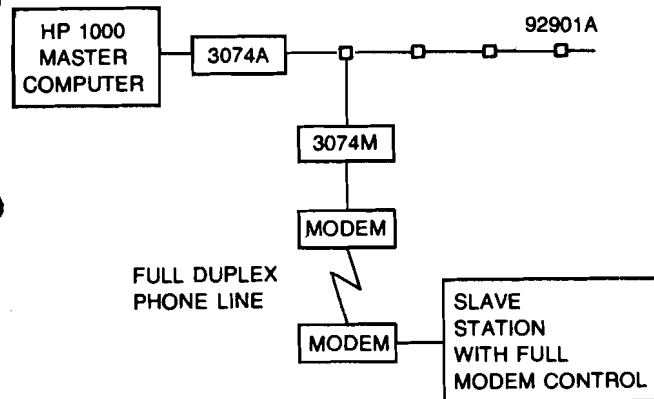 HP 1000
MASTER
COMPUTER
3074A
92901A
3074M
MODEM
FULL DUPLEX
PHONE LINE
MODEM
SLAVE
STATION
WITH FULL
MODEM CONTROL